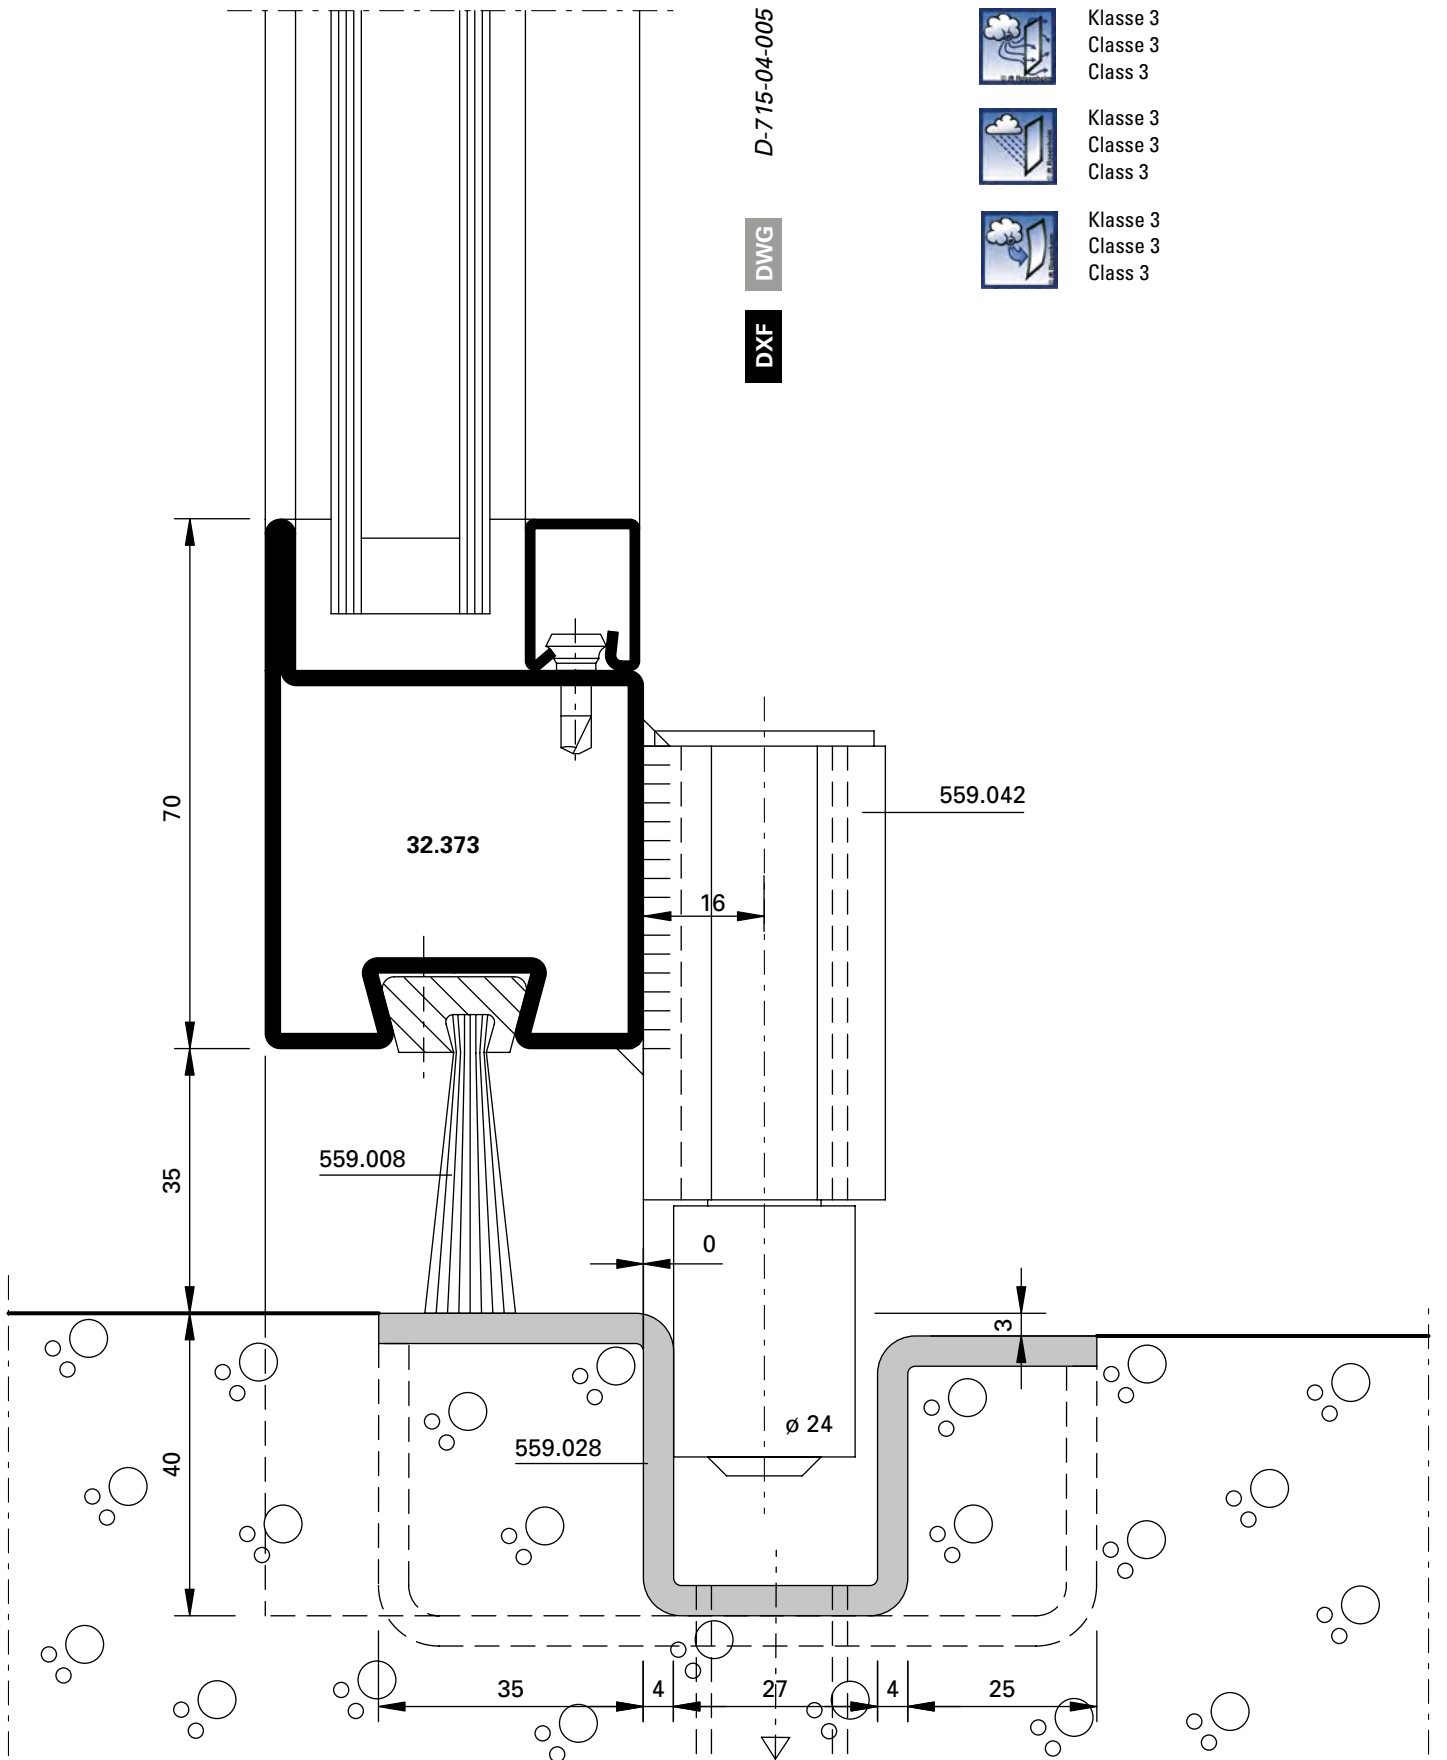 D-715-04-005
DWG
DXF
Klasse 3
Classe 3
Class 3
Klasse 3
Classe 3
Class 3
Klasse 3
Classe 3
Class 3
70
559.042
32.373
16
559.008
35
0
3
ø 24
559.028
40
35
4
27
4
25